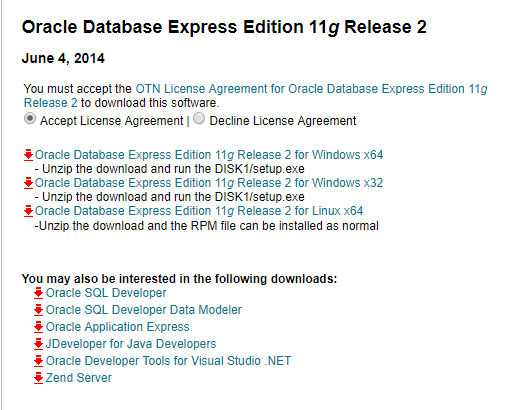 Oracle Database Express Edition 11g Release 2
June 4, 2014
You must accept the OTN License Agreement for Oracle Database Express Edition 11g
Release 2 to download this software.
Accept License Agreement | Decline License Agreement
Oracle Database Express Edition 11g Release 2 for Windows x64
- Unzip the download and run the DISK1/setup.exe
Oracle Database Express Edition 11g Release 2 for Windows x32
- Unzip the download and run the DISK1/setup.exe
Oracle Database Express Edition 11g Release 2 for Linux x64
-Unzip the download and the RPM file can be installed as normal
You may also be interested in the following downloads:
Oracle SQL Developer
Oracle SQL Developer Data Modeler
Oracle Application Express
JDeveloper for Java Developers
Oracle Developer Tools for Visual Studio .NET
Zend Server